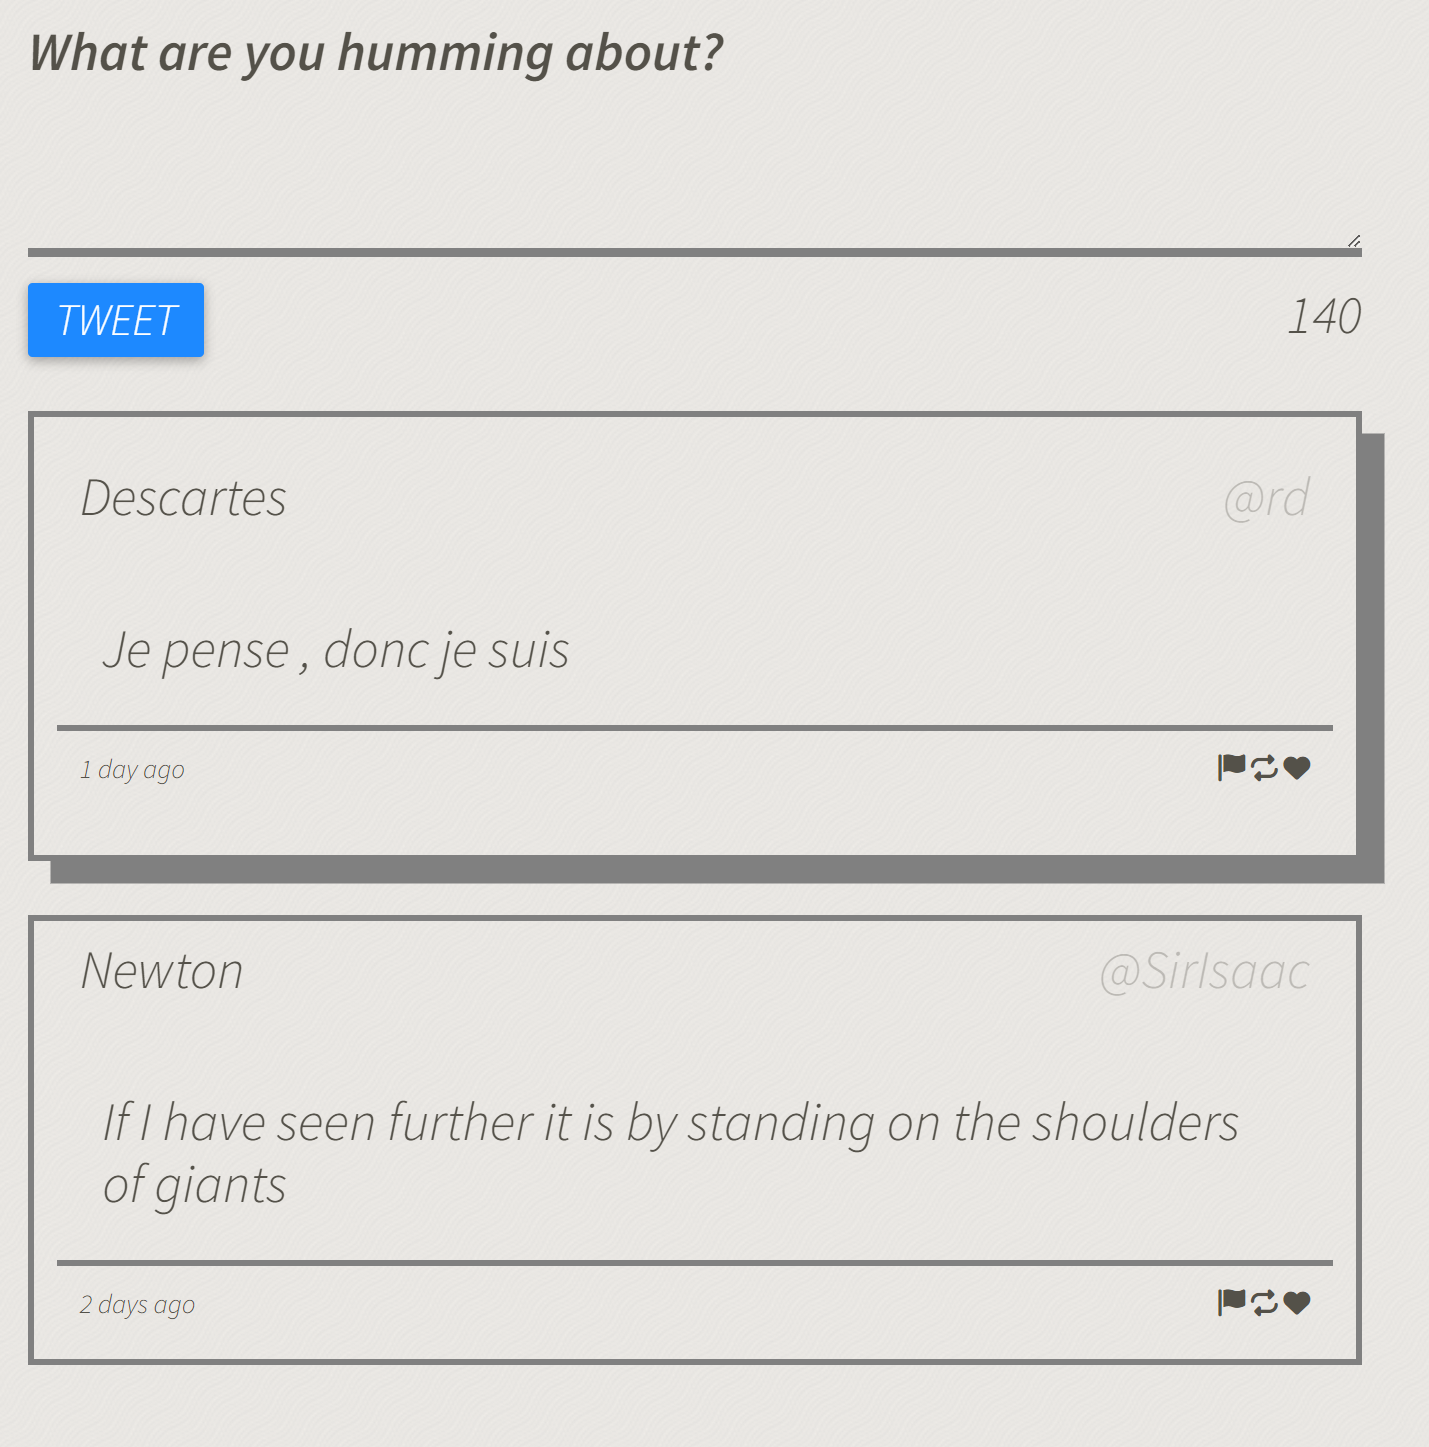 What are you humming about?
TWEET 140
Descartes @rd
Je pense , donc je suis
1 day ago
Newton @SirIsaac
If I have seen further it is by standing on the shoulders
of giants
2 days ago